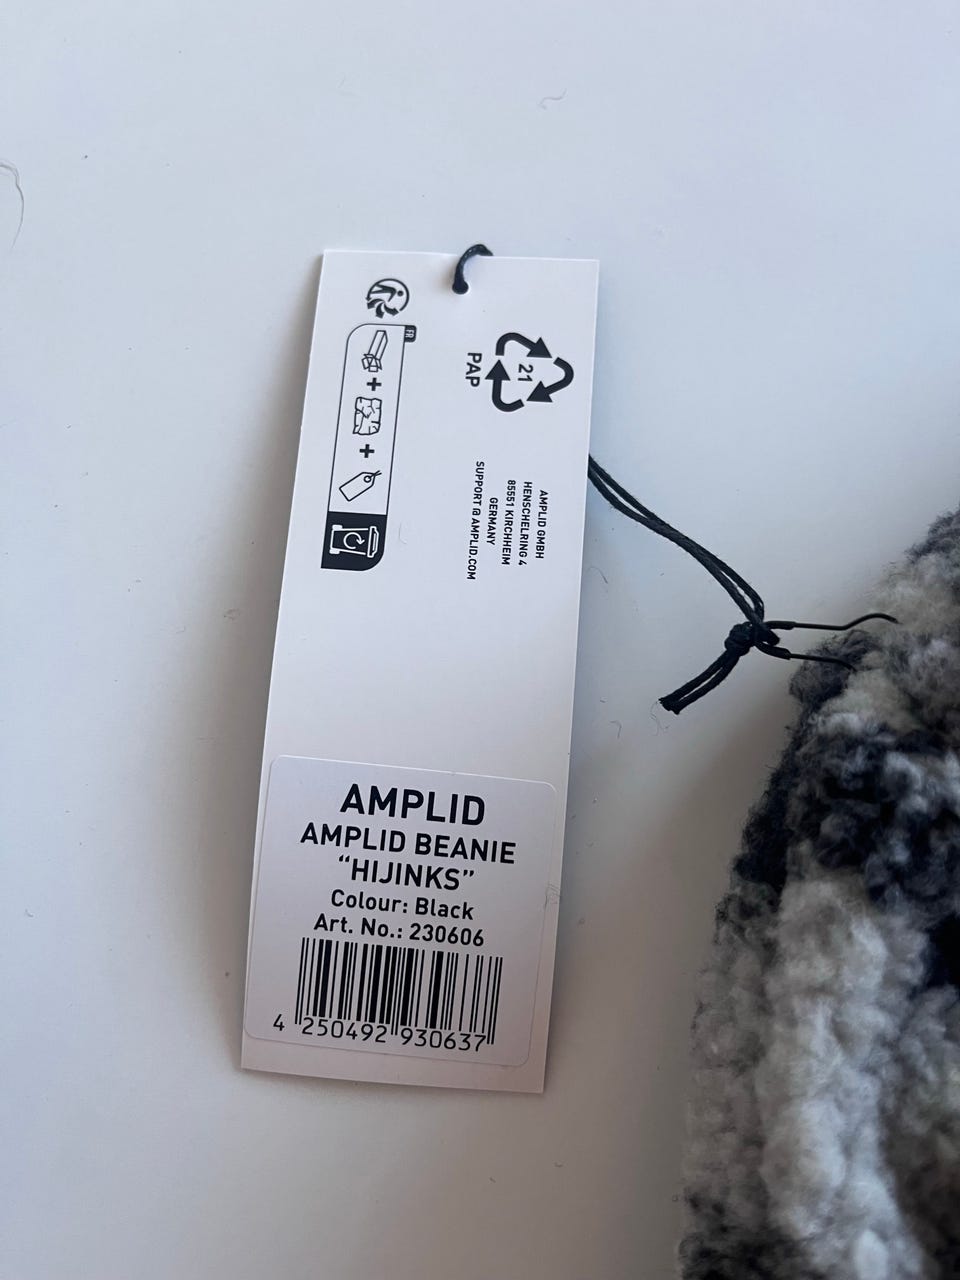 FR
+
+
21
PAP
AMPLID GMBH
HENSCHELRING 4
85551 KIRCHHEIM
GERMANY
SUPPORT@AMPLID.COM
AMPLID
AMPLID BEANIE
“HIJINKS”
Colour: Black
Art. No.: 230606
4 250492 930637